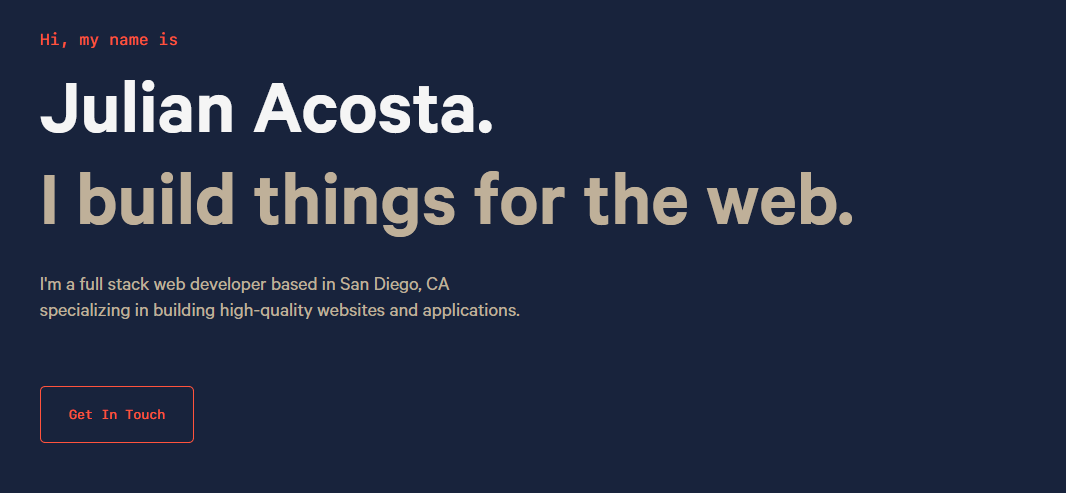 Hi, my name is
Julian Acosta.
I build things for the web.
I'm a full stack web developer based in San Diego, CA
specializing in building high-quality websites and applications.
Get In Touch